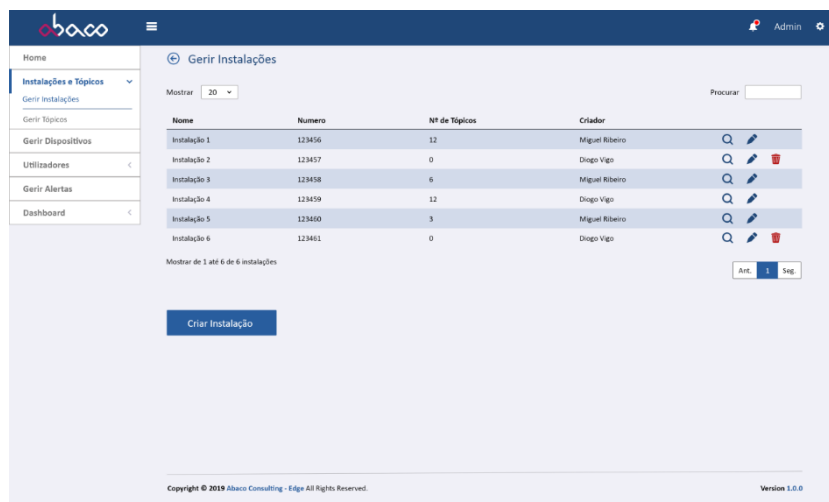 abaco
Admin
Home
Gerir Instalações
Instalações e Tópicos
Gerir Instalações
Mostrar 20 Procurar
Gerir Tópicos
Nome Numero Nº de Tópicos Criador
Gerir Dispositivos
Instalação 1 123456 12 Miguel Ribeiro
Utilizadores
Instalação 2 123457 0 Diogo Vigo
Instalação 3 123458 6 Miguel Ribeiro
Gerir Alertas
Instalação 4 123459 12 Diogo Vigo
Dashboard
Instalação 5 123460 3 Miguel Ribeiro
Instalação 6 123461 0 Diogo Vigo
Mostrar de 1 até 6 de 6 instalações
Ant. 1 Seg.
Criar Instalação
Copyright © 2019 Abaco Consulting - Edge All Rights Reserved. Version 1.0.0